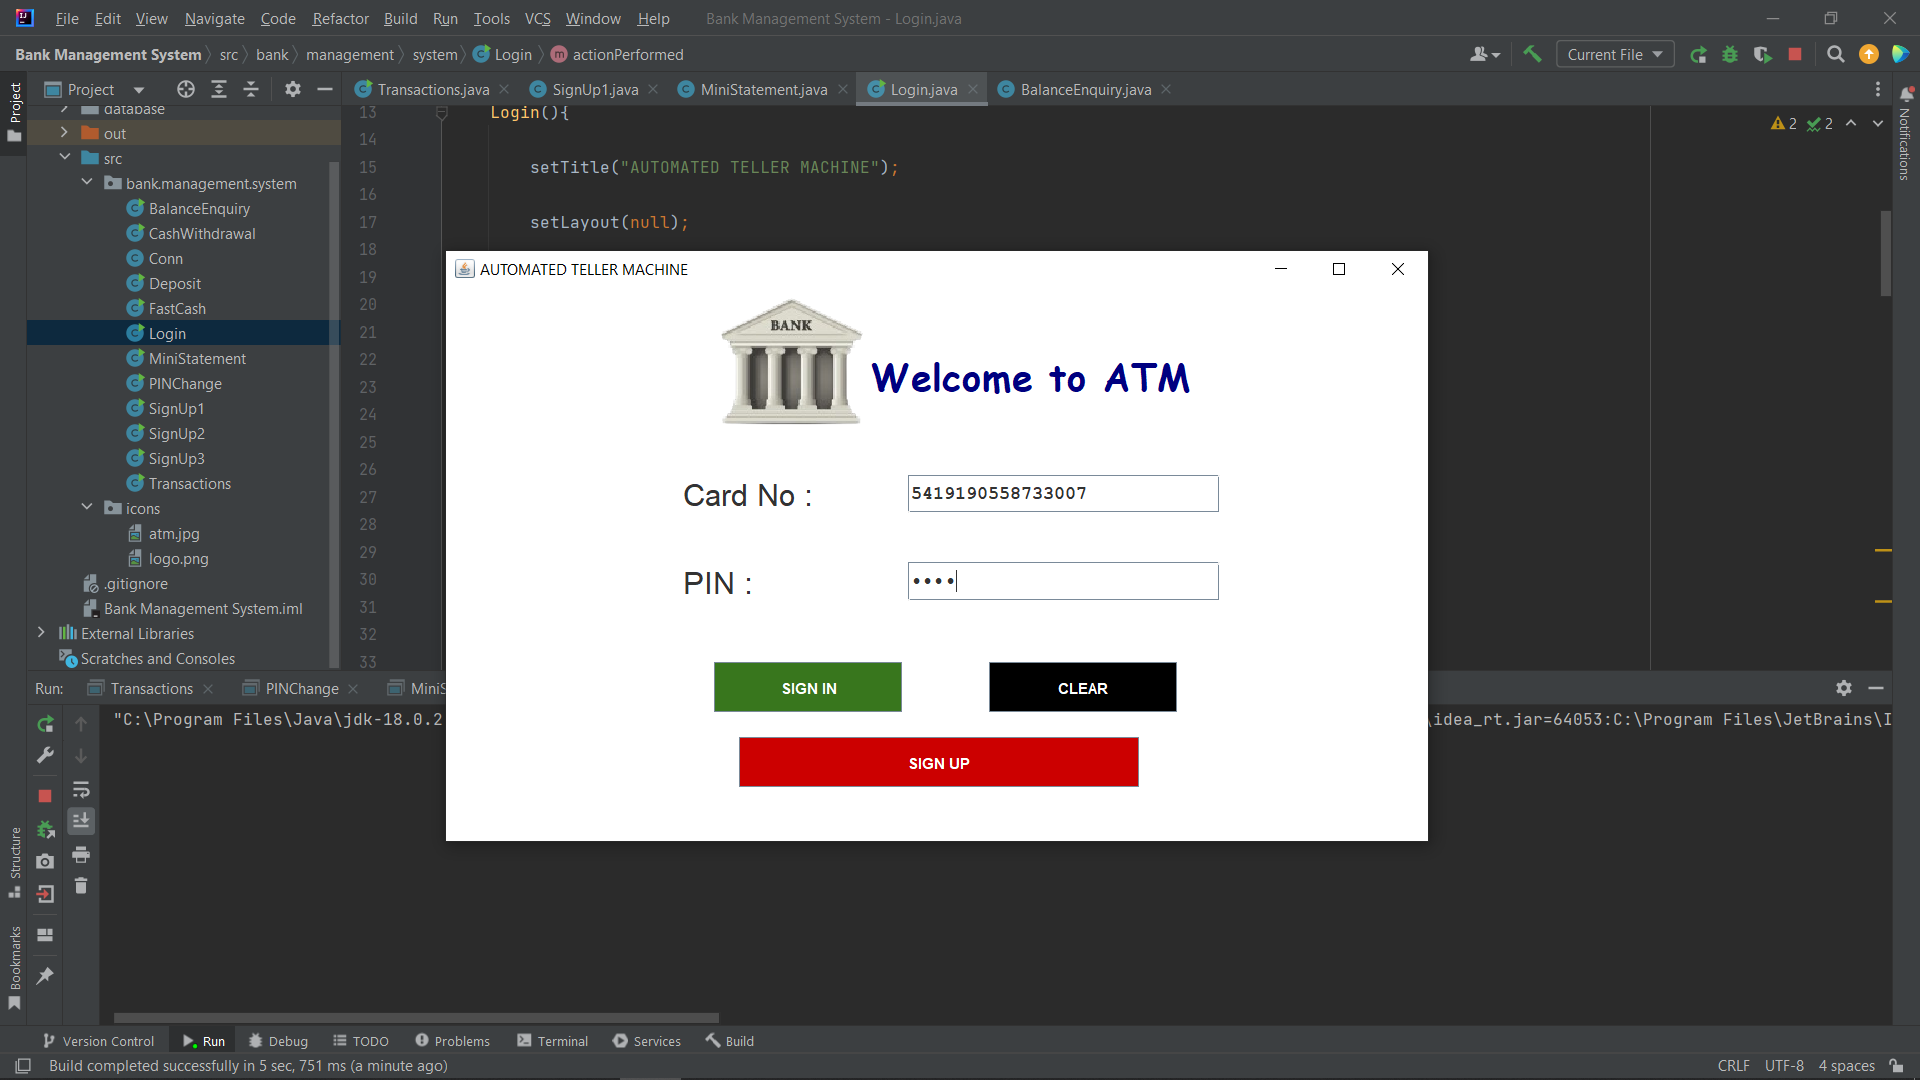 File Edit View Navigate Code Refactor Build Run Tools VCS Window Help Bank Management System - Login.java
Bank Management System src bank management system Login actionPerformed Current File
Project
Project
Transactions.java SignUp1.java MiniStatement.java Login.java BalanceEnquiry.java
Notifications
database
out
src
bank.management.system
BalanceEnquiry
CashWithdrawal
Conn
Deposit
FastCash
Login
MiniStatement
PINChange
SignUp1
SignUp2
SignUp3
Transactions
icons
atm.jpg
logo.png
.gitignore
Bank Management System.iml
External Libraries
Scratches and Consoles
2 2
13 Login(){
14
15 setTitle("AUTOMATED TELLER MACHINE");
16
17 setLayout(null);
18
19
20
21
22
23
24
25
26
27
28
29
30
31
32
33
AUTOMATED TELLER MACHINE
BANK
Welcome to ATM
Card No : 5419190558733007
PIN : ••••
SIGN IN CLEAR
SIGN UP
Run: Transactions PINChange MiniS
"C:\Program Files\Java\jdk-18.0.2 \idea_rt.jar=64053:C:\Program Files\JetBrains\I
Structure
Bookmarks
Version Control Run Debug TODO Problems Terminal Services Build
Build completed successfully in 5 sec, 751 ms (a minute ago) CRLF UTF-8 4 spaces